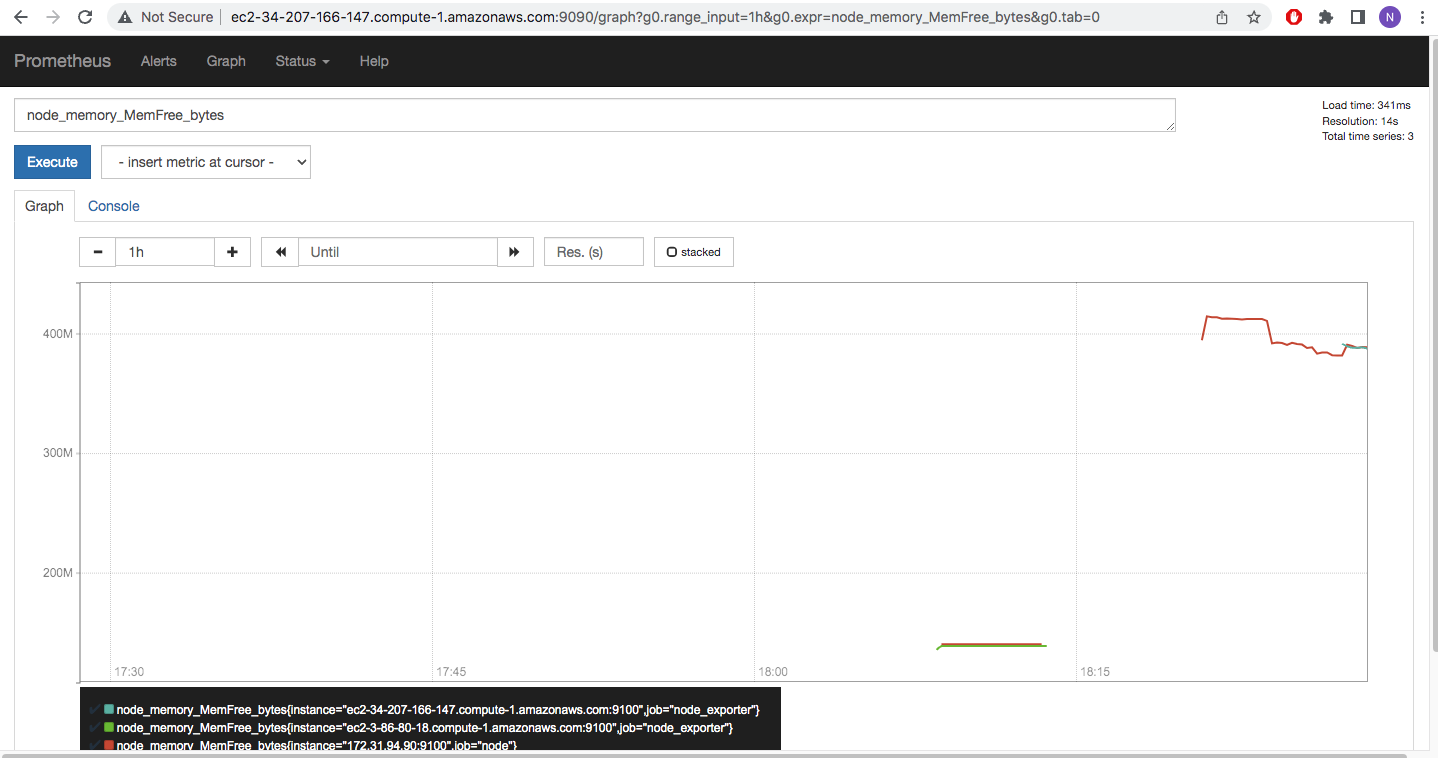 Not Secure ec2-34-207-166-147.compute-1.amazonaws.com:9090/graph?g0.range_input=1h&g0.expr=node_memory_MemFree_bytes&g0.tab=0
N
Prometheus Alerts Graph Status Help
node_memory_MemFree_bytes
Load time: 341ms
Resolution: 14s
Total time series: 3
Execute - insert metric at cursor -
Graph Console
1h Until Res. (s) stacked
400M
300M
200M
17:30 17:45 18:00 18:15
node_memory_MemFree_bytes{instance="ec2-34-207-166-147.compute-1.amazonaws.com:9100",job="node_exporter"}
node_memory_MemFree_bytes{instance="ec2-3-86-80-18.compute-1.amazonaws.com:9100",job="node_exporter"}
node_memory_MemFree_bytes{instance="172.31.94.90:9100",job="node"}